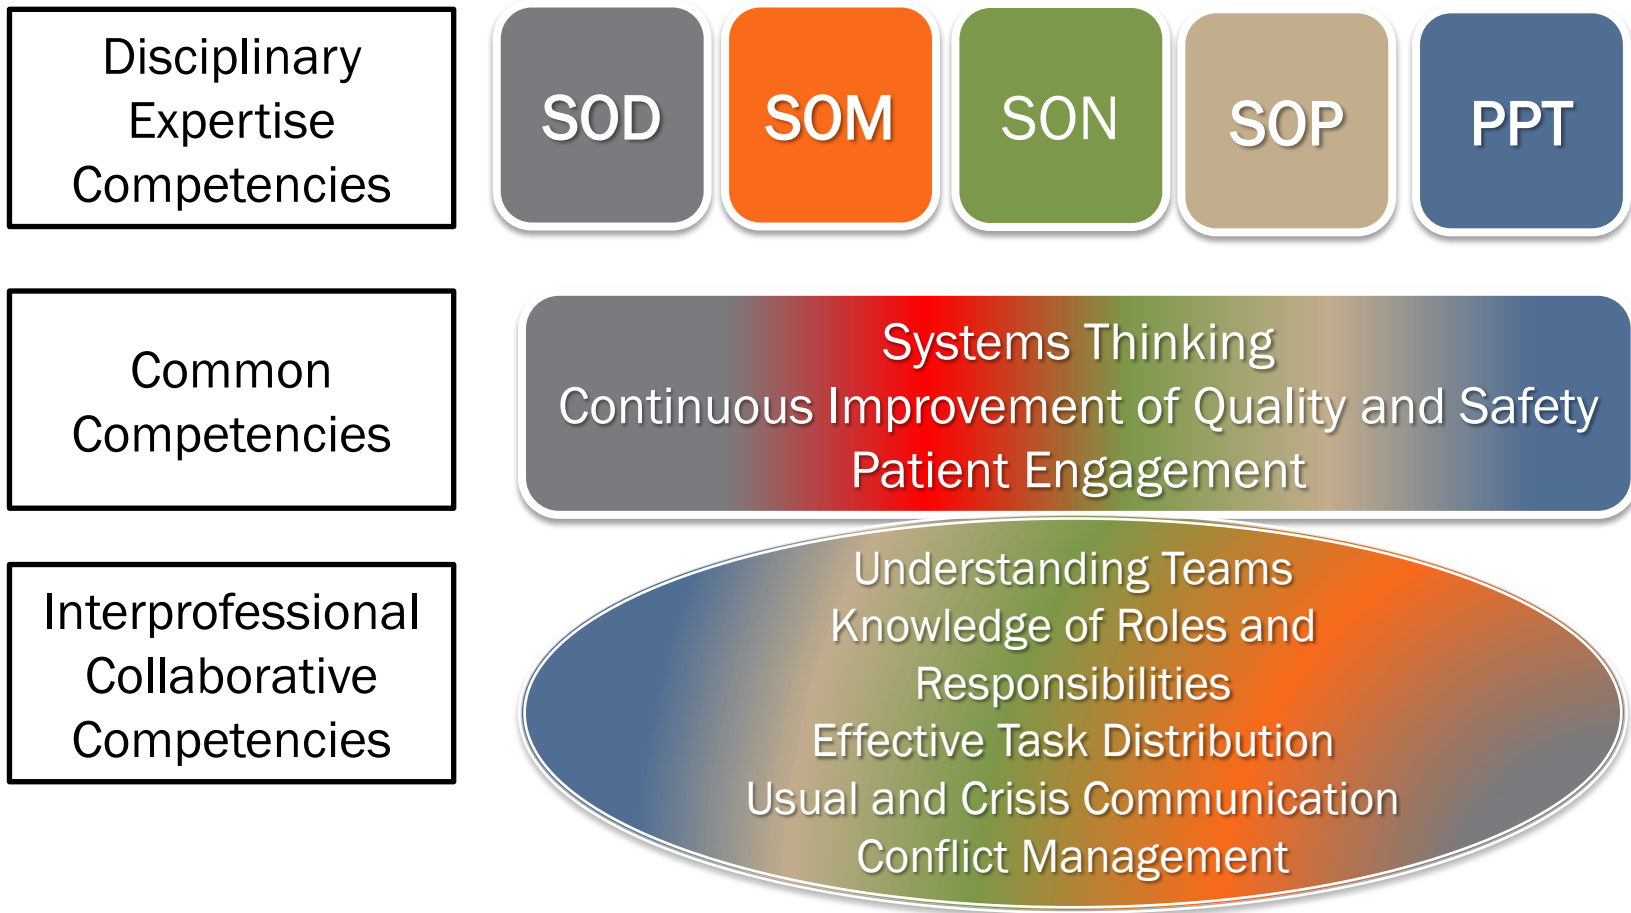 Disciplinary
Expertise
Competencies
SOD
SOM
SON
SOP
PPT
Common
Competencies
Systems Thinking
Continuous Improvement of Quality and Safety
Patient Engagement
Interprofessional
Collaborative
Competencies
Understanding Teams
Knowledge of Roles and
Responsibilities
Effective Task Distribution
Usual and Crisis Communication
Conflict Management